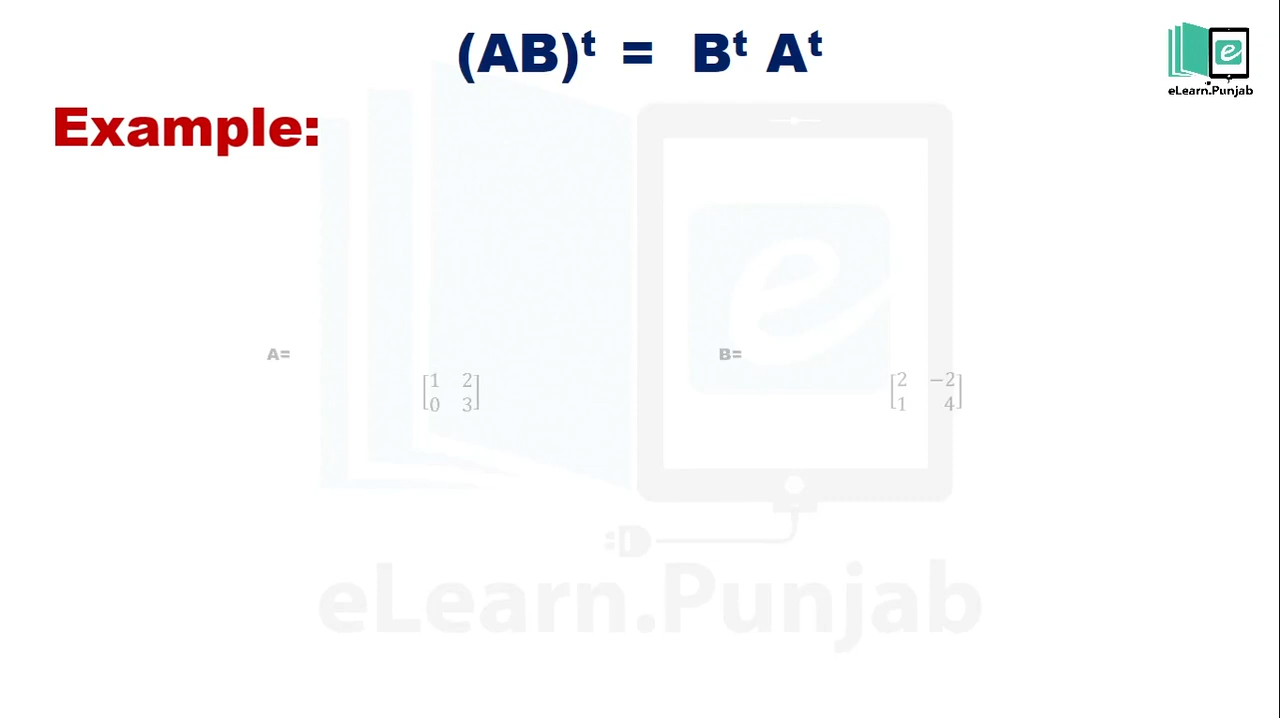 (AB)ᵗ = Bᵗ Aᵗ
eLearn.Punjab
Example:
A= [1 2
0 3]
B= [2 −2
1 4]
eLearn.Punjab